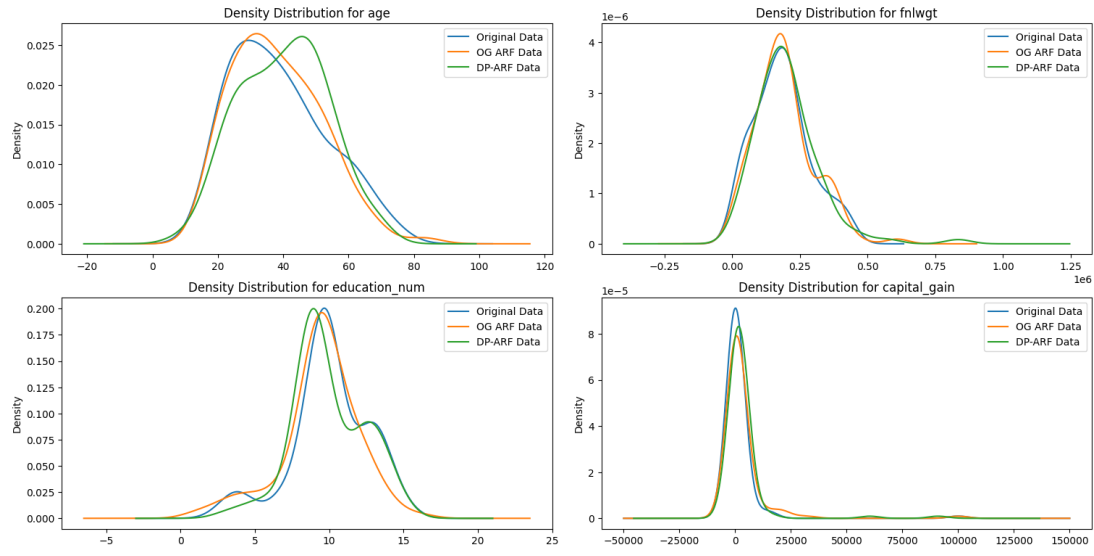 Density Distribution for age
Density
0.025
0.020
0.015
0.010
0.005
0.000
-20 0 20 40 60 80 100 120
Original Data
OG ARF Data
DP-ARF Data
Density Distribution for fnlwgt
1e-6
Density
4
3
2
1
0
-0.25 0.00 0.25 0.50 0.75 1.00 1.25
1e6
Original Data
OG ARF Data
DP-ARF Data
Density Distribution for education_num
Density
0.200
0.175
0.150
0.125
0.100
0.075
0.050
0.025
0.000
-5 0 5 10 15 20 25
Original Data
OG ARF Data
DP-ARF Data
Density Distribution for capital_gain
1e-5
Density
8
6
4
2
0
-50000 -25000 0 25000 50000 75000 100000 125000 150000
Original Data
OG ARF Data
DP-ARF Data